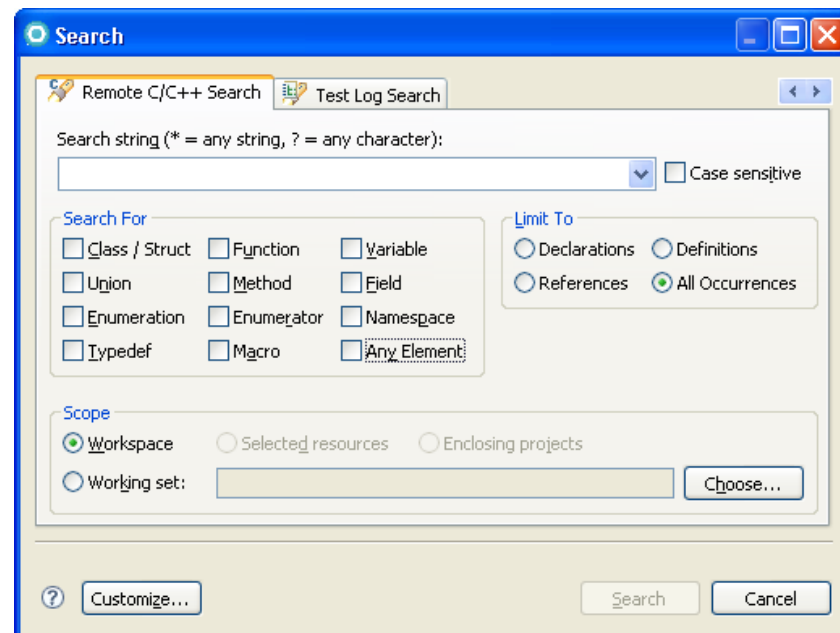 Search
Remote C/C++ Search Test Log Search
Search string (* = any string, ? = any character):
Case sensitive
Search For
Limit To
Class / Struct Function Variable
Declarations Definitions
Union Method Field
References All Occurrences
Enumeration Enumerator Namespace
Typedef Macro Any Element
Scope
Workspace Selected resources Enclosing projects
Working set: Choose...
? Customize... Search Cancel